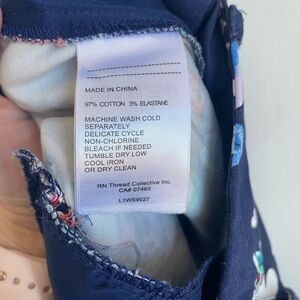 MADE IN CHINA
97% COTTON 3% ELASTANE
MACHINE WASH COLD
SEPARATELY
DELICATE CYCLE
NON-CHLORINE
BLEACH IF NEEDED
TUMBLE DRY LOW
COOL IRON
OR DRY CLEAN
RN Thread Collective Inc.
CA# 07465
L1WS9027